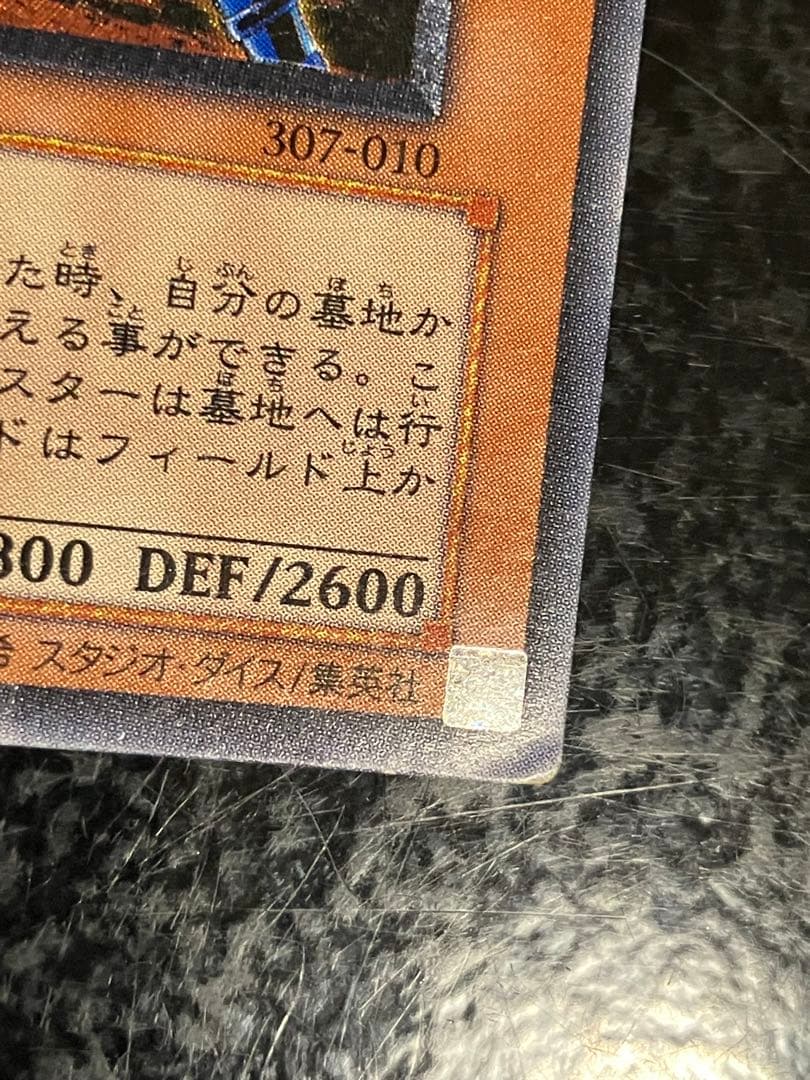 307-010
た時、自分の墓地か
える事ができる。こ
スターは墓地へは行
ドはフィールド上か
300 DEF/2600
スタジオ・ダイス/集英社